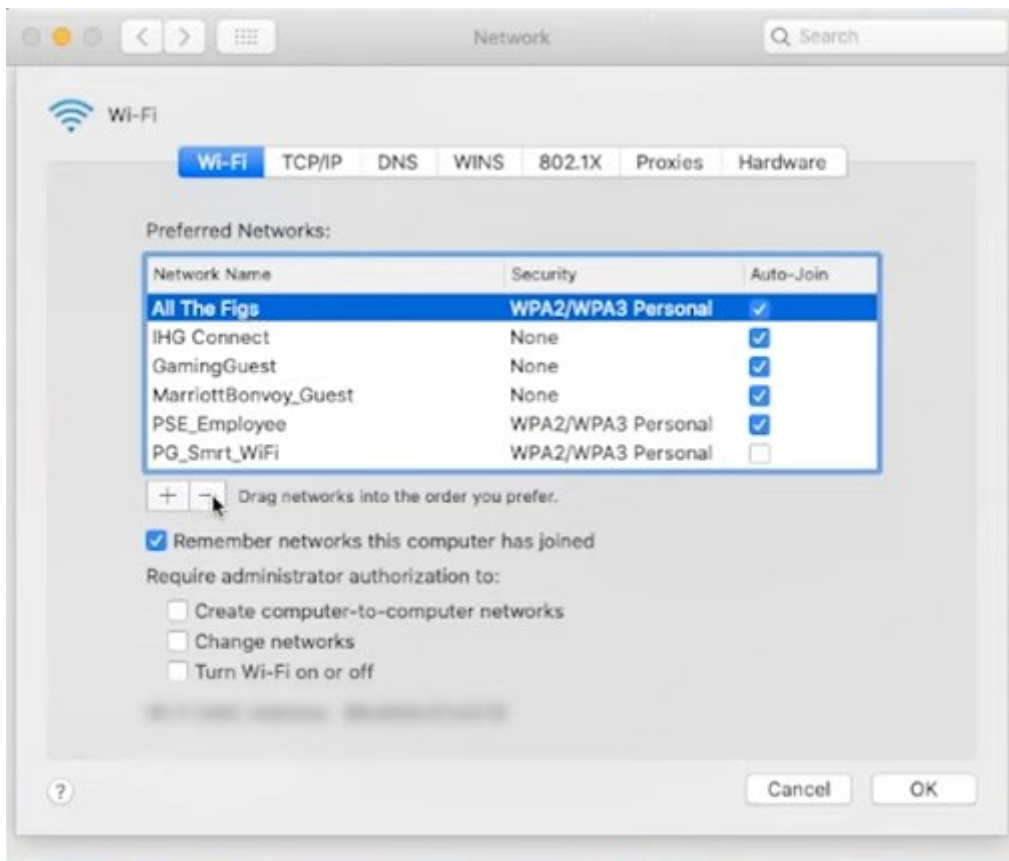 Network
Search
Wi-Fi
Wi-Fi TCP/IP DNS WINS 802.1X Proxies Hardware
Preferred Networks:
Network Name Security Auto-Join
All The Figs WPA2/WPA3 Personal
IHG Connect None
GamingGuest None
MarriottBonvoy_Guest None
PSE_Employee WPA2/WPA3 Personal
PG_Smrt_WiFi WPA2/WPA3 Personal
+ - Drag networks into the order you prefer.
Remember networks this computer has joined
Require administrator authorization to:
Create computer-to-computer networks
Change networks
Turn Wi-Fi on or off
? Cancel OK